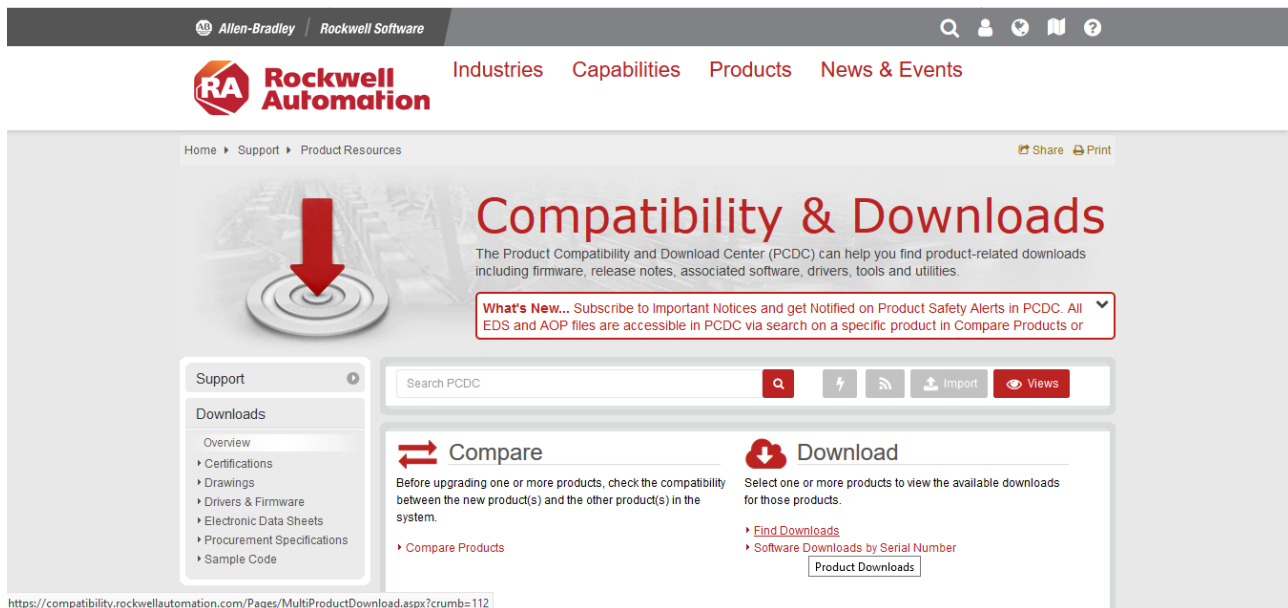 Allen-Bradley Rockwell Software
RA Rockwell Automation
Industries Capabilities Products News & Events
Home Support Product Resources
Share Print
Compatibility & Downloads
The Product Compatibility and Download Center (PCDC) can help you find product-related downloads
including firmware, release notes, associated software, drivers, tools and utilities.
What's New... Subscribe to Important Notices and get Notified on Product Safety Alerts in PCDC. All
EDS and AOP files are accessible in PCDC via search on a specific product in Compare Products or
Support
Downloads
Overview
Certifications
Drawings
Drivers & Firmware
Electronic Data Sheets
Procurement Specifications
Sample Code
Search PCDC
Import
Views
Compare
Before upgrading one or more products, check the compatibility
between the new product(s) and the other product(s) in the
system.
Compare Products
Download
Select one or more products to view the available downloads
for those products.
Find Downloads
Software Downloads by Serial Number
Product Downloads
https://compatibility.rockwellautomation.com/Pages/MultiProductDownload.aspx?crumb=112